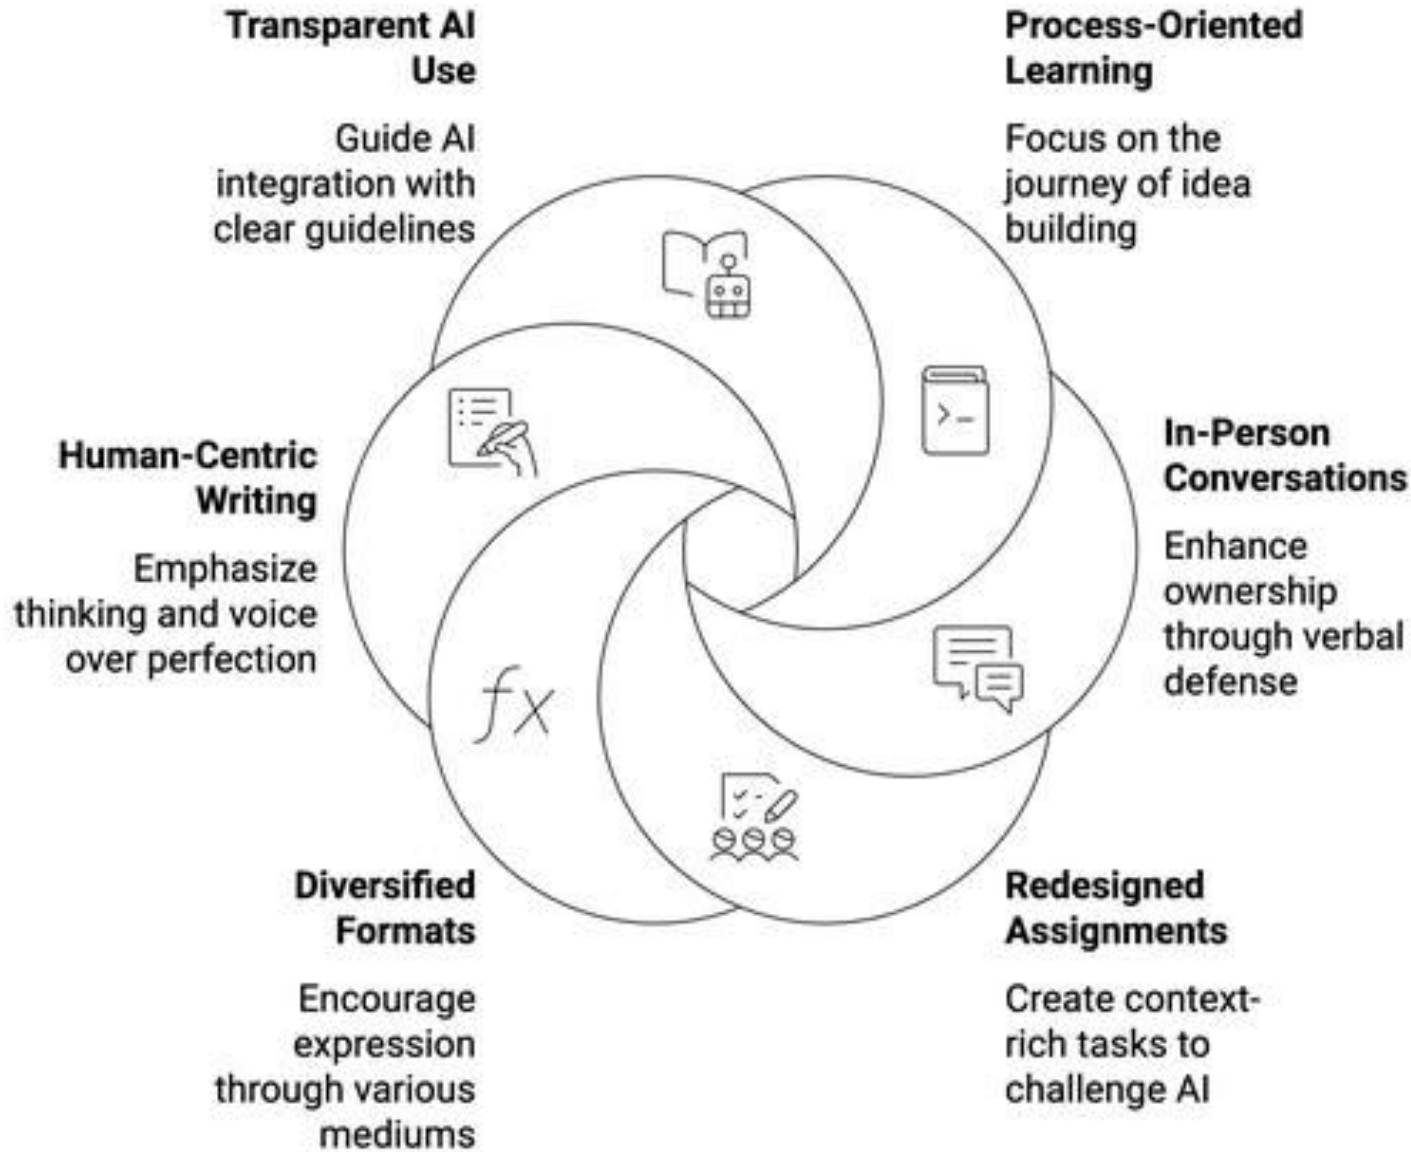 Transparent AI
Use
Guide AI
integration with
clear guidelines
Process-Oriented
Learning
Focus on the
journey of idea
building
In-Person
Conversations
Enhance
ownership
through verbal
defense
Human-Centric
Writing
Emphasize
thinking and voice
over perfection
fx
Diversified
Formats
Encourage
expression
through various
mediums
Redesigned
Assignments
Create context-
rich tasks to
challenge AI